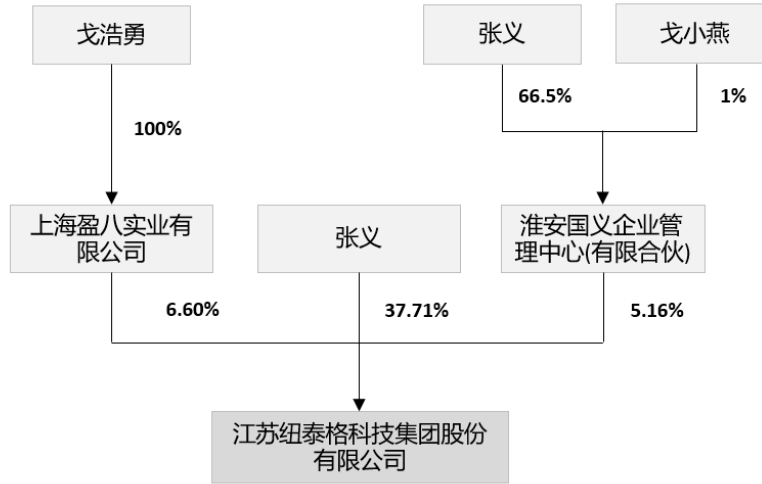 戈浩勇
张义
戈小燕
66.5%
1%
100%
上海盈八实业有
限公司
张义
淮安国义企业管
理中心(有限合伙)
6.60%
37.71%
5.16%
江苏纽泰格科技集团股份
有限公司